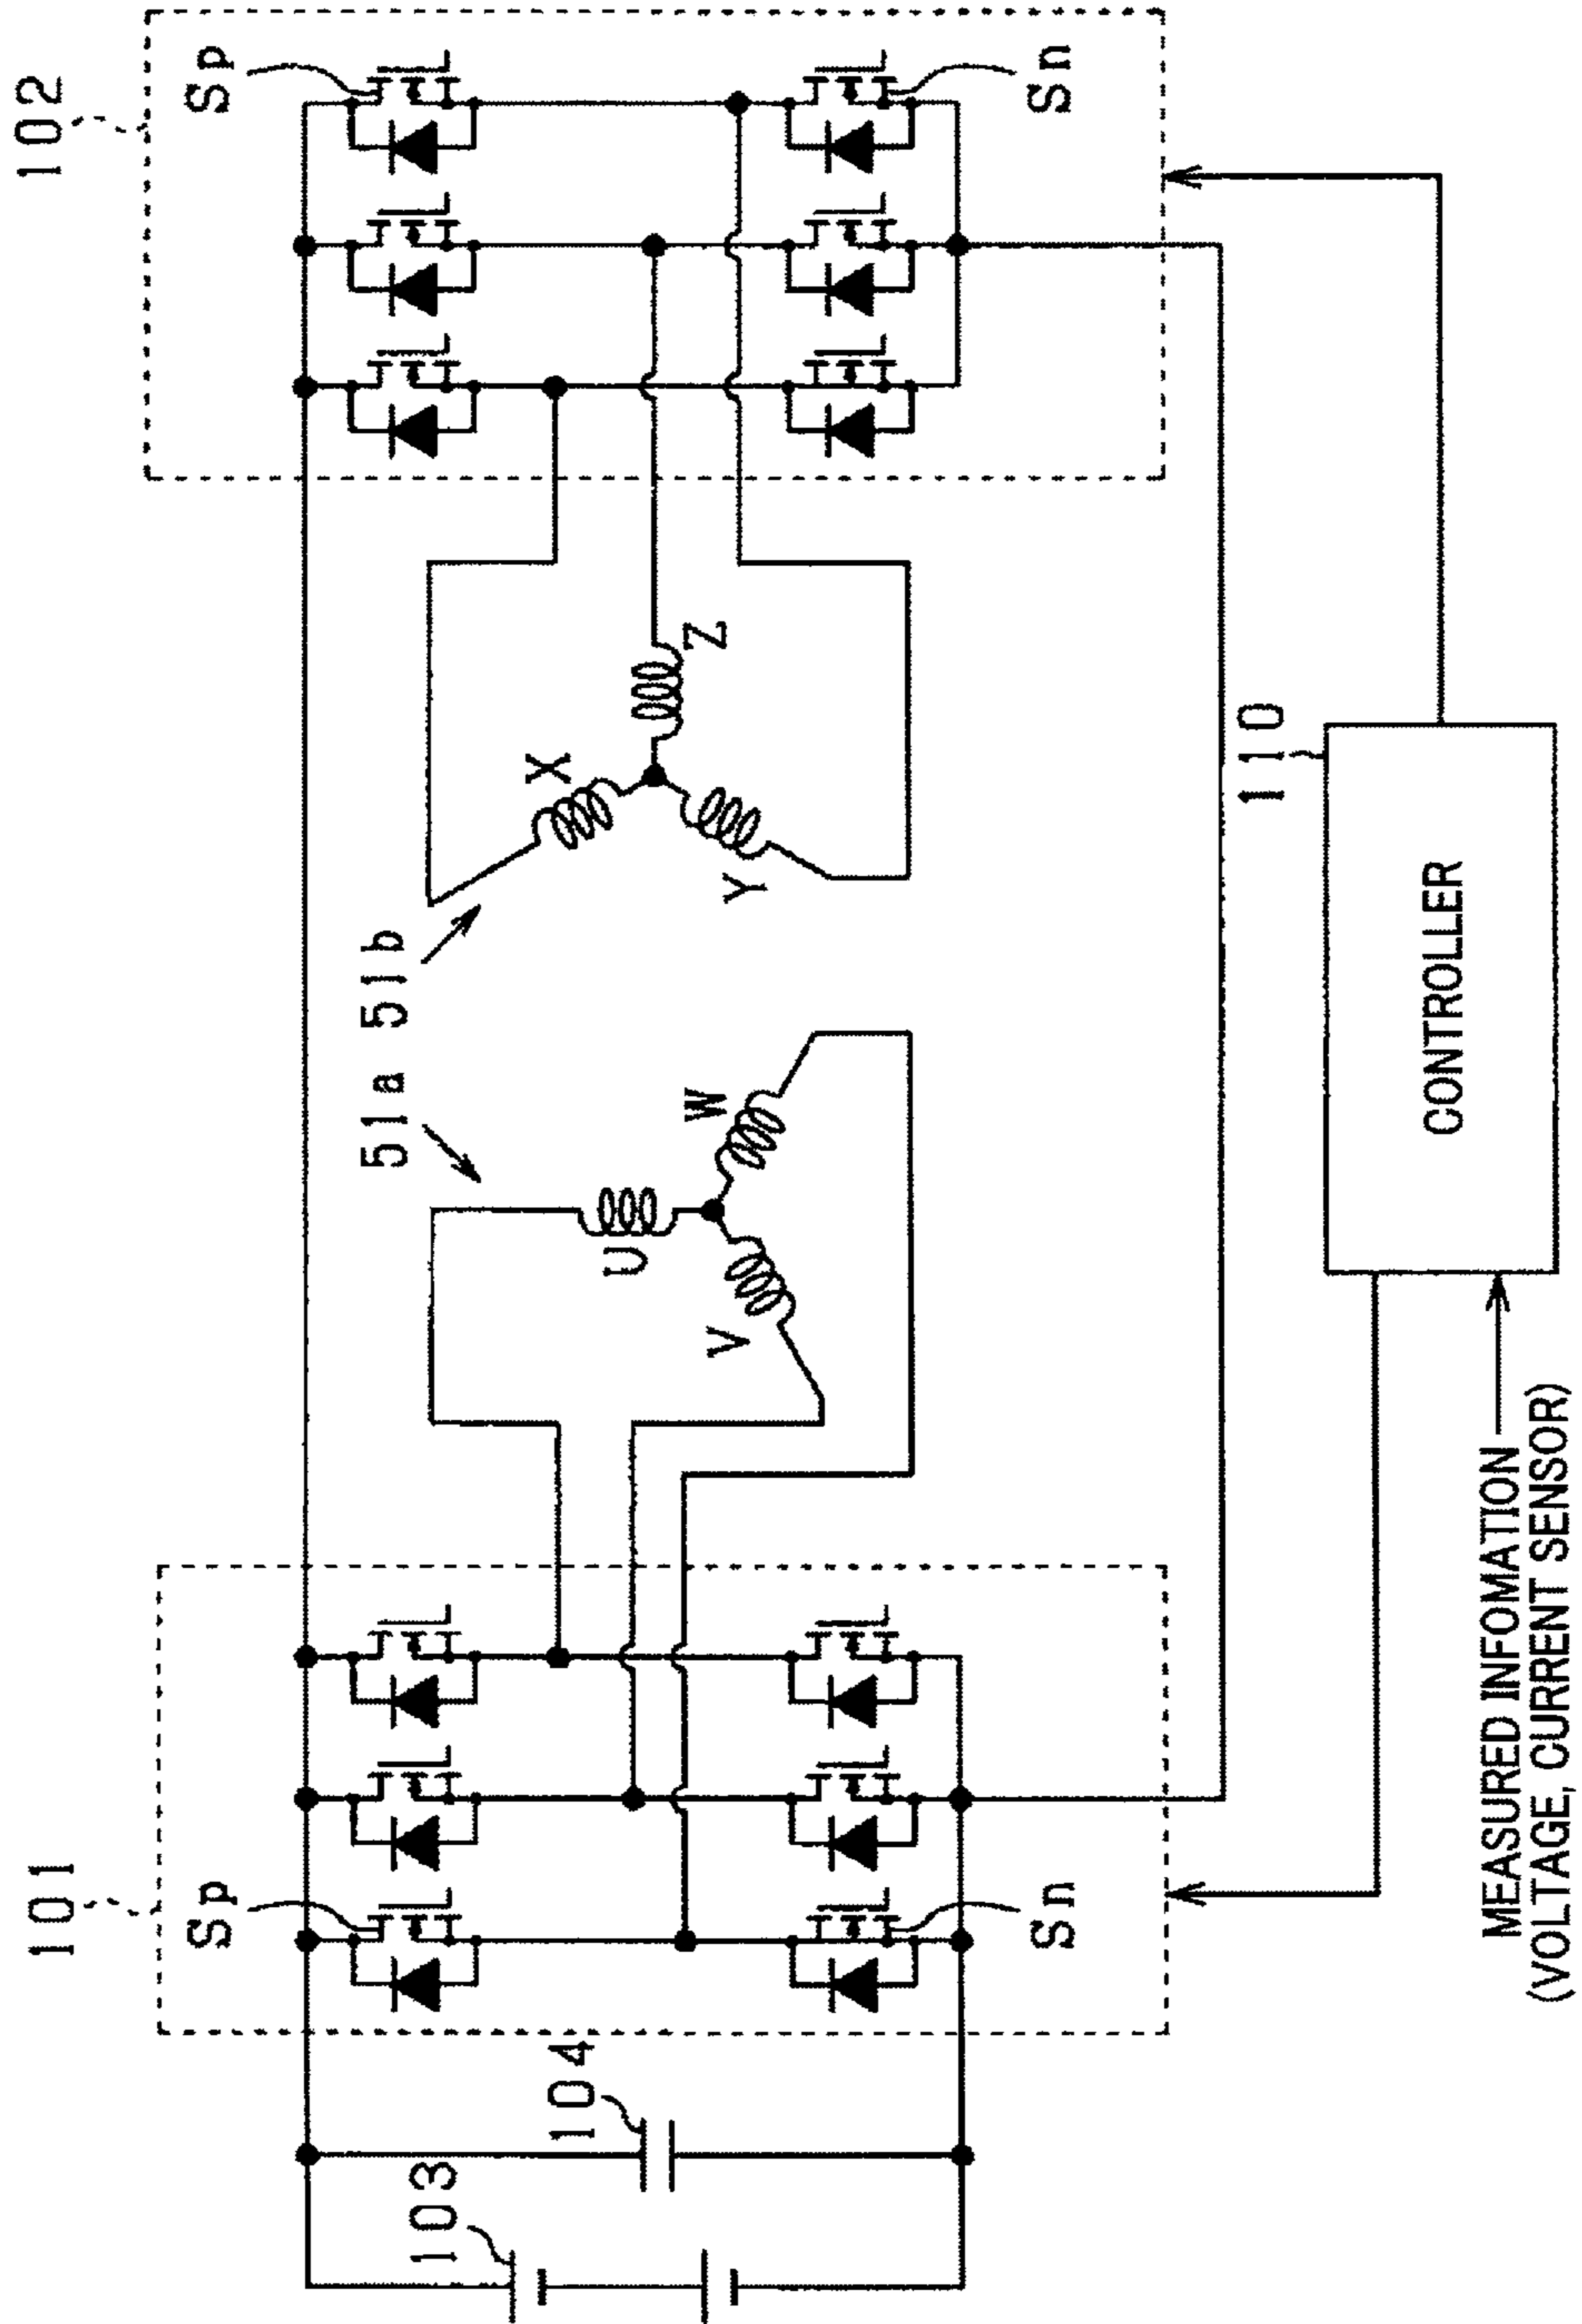 101
102
Sp
Sp
103
104
51a
51b
U
V
W
X
Y
Z
Sn
Sn
110
CONTROLLER
MEASURED INFOMATION
(VOLTAGE, CURRENT SENSOR)